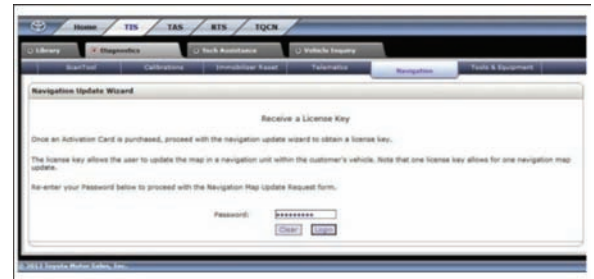 Home TIS TAS RTS TQCN
Library Diagnostics Tech Assistance Vehicle Inquiry
ScanTool Calibrations Immobilizer Reset Telematics Navigation Tools & Equipment
Navigation Update Wizard
Receive a License Key
Once an Activation Card is purchased, proceed with the navigation update wizard to obtain a license key.
The license key allows the user to update the map in a navigation unit within the customer's vehicle. Note that one license key allows for one navigation map
update.
Re-enter your Password below to proceed with the Navigation Map Update Request form.
Password: •••••••••
Clear Login
© 2012 Toyota Motor Sales, Inc.